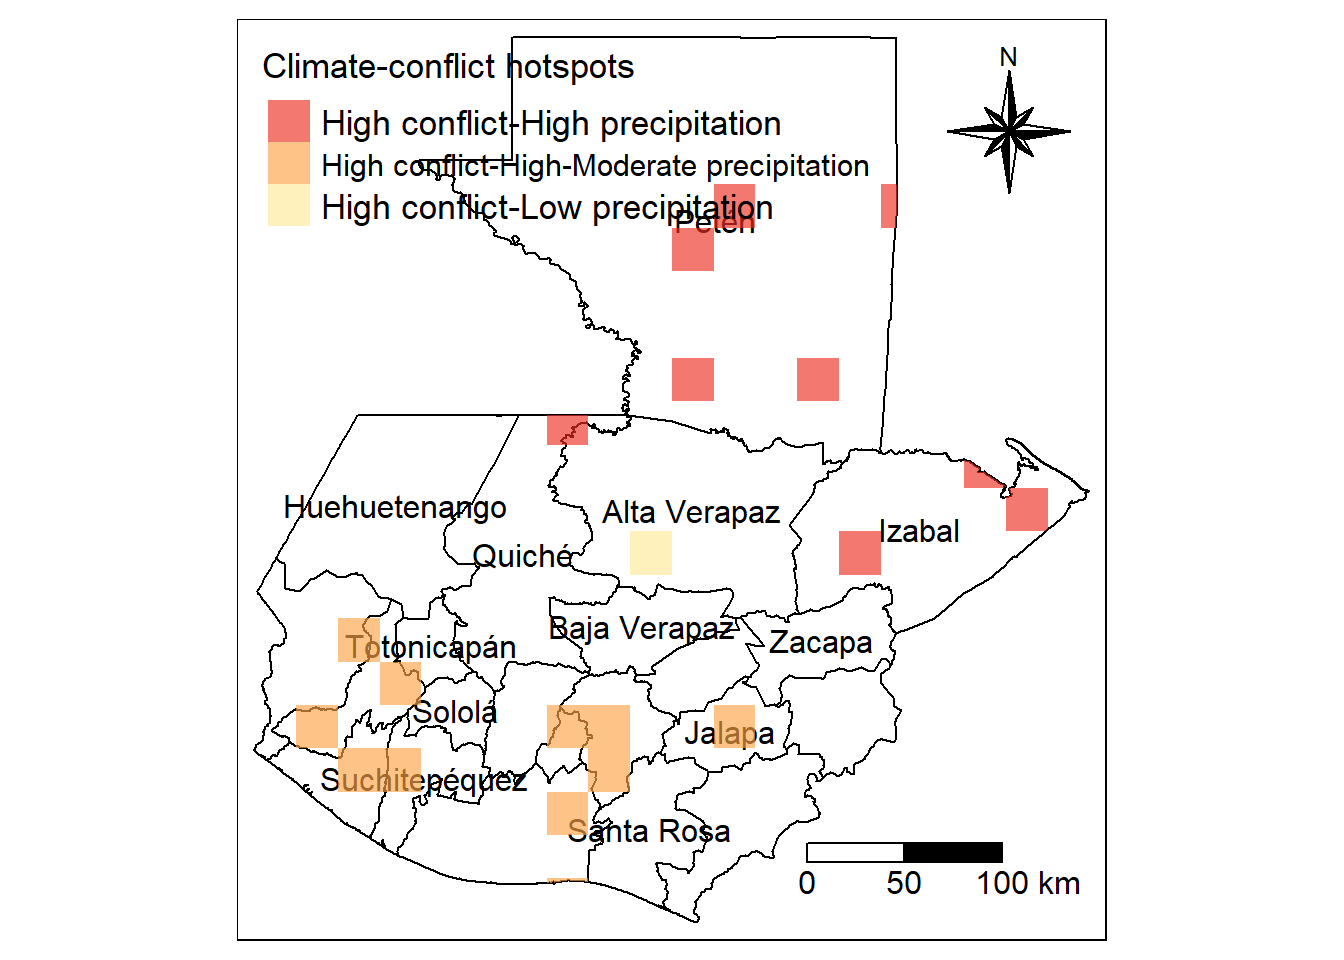 Climate-conflict hotspots
High conflict-High precipitation
High conflict-High-Moderate precipitation
High conflict-Low precipitation
N
Petén
Huehuetenango
Alta Verapaz
Izabal
Quiché
Baja Verapaz
Zacapa
Totonicapán
Sololá
Jalapa
Suchitepéquez
Santa Rosa
0 50 100 km